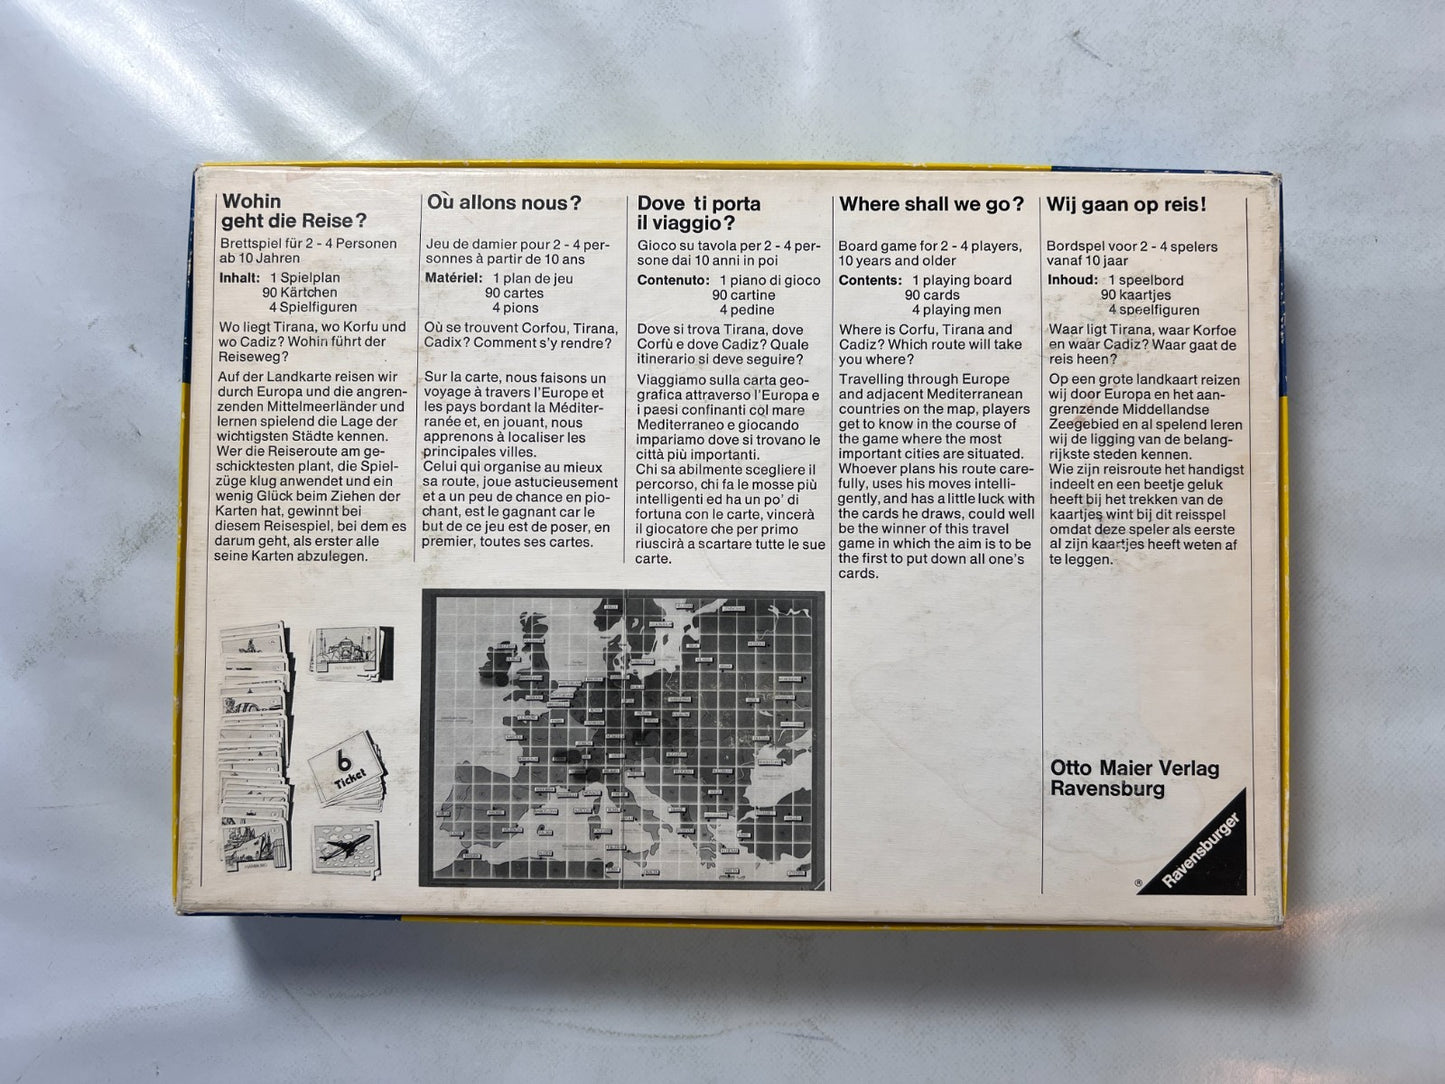 Wohin
geht die Reise?
Brettspiel für 2 - 4 Personen
ab 10 Jahren
Inhalt: 1 Spielplan
90 Kärtchen
4 Spielfiguren
Wo liegt Tirana, wo Korfu und
wo Cadiz? Wohin führt der
Reiseweg?
Auf der Landkarte reisen wir
durch Europa und die angren-
zenden Mittelmeerländer und
lernen spielend die Lage der
wichtigsten Städte kennen.
Wer die Reiseroute am ge-
schicktesten plant, die Spiel-
züge klug anwendet und ein
wenig Glück beim Ziehen der
Karten hat, gewinnt bei
diesem Reisespiel, bei dem es
darum geht, als erster alle
seine Karten abzulegen.
Où allons nous?
Jeu de damier pour 2 - 4 per-
sonnes à partir de 10 ans
Matériel: 1 plan de jeu
90 cartes
4 pions
Où se trouvent Corfou, Tirana,
Cadix? Comment s'y rendre?
Sur la carte, nous faisons un
voyage à travers l'Europe et
les pays bordant la Méditer-
ranée et, en jouant, nous
apprenons à localiser les
principales villes.
Celui qui organise au mieux
sa route, joue astucieusement
et a un peu de chance en pio-
chant, est le gagnant car le
but de ce jeu est de poser, en
premier, toutes ses cartes.
Dove ti porta
il viaggio?
Gioco su tavola per 2 - 4 per-
sone dai 10 anni in poi
Contenuto: 1 piano di gioco
90 cartine
4 pedine
Dove si trova Tirana, dove
Corfù e dove Cadiz? Quale
itinerario si deve seguire?
Viaggiamo sulla carta geo-
grafica attraverso l'Europa e
i paesi confinanti col mare
Mediterraneo e giocando
impariamo dove si trovano le
città più importanti.
Chi sa abilmente scegliere il
percorso, chi fa le mosse più
intelligenti ed ha un po' di
fortuna con le carte, vincerà
il giocatore che per primo
riuscirà a scartare tutte le sue
carte.
Where shall we go?
Board game for 2 - 4 players,
10 years and older
Contents: 1 playing board
90 cards
4 playing men
Where is Corfu, Tirana and
Cadiz? Which route will take
you where?
Travelling through Europe
and adjacent Mediterranean
countries on the map, players
get to know in the course of
the game where the most
important cities are situated.
Whoever plans his route care-
fully, uses his moves intelli-
gently, and has a little luck with
the cards he draws, could well
be the winner of this travel
game in which the aim is to be
the first to put down all one's
cards.
Wij gaan op reis!
Bordspel voor 2 - 4 spelers
vanaf 10 jaar
Inhoud: 1 speelbord
90 kaartjes
4 speelfiguren
Waar ligt Tirana, waar Korfoe
en waar Cadiz? Waar gaat de
reis heen?
Op een grote landkaart reizen
wij door Europa en het aan-
grenzende Middellandse
Zeegebied en al spelend leren
wij de ligging van de belang-
rijkste steden kennen.
Wie zijn reisroute het handigst
indeelt en een beetje geluk
heeft bij het trekken van de
kaartjes wint bij dit reisspel
omdat deze speler als eerste
al zijn kaartjes heeft weten af
te leggen.
6
Ticket
Otto Maier Verlag
Ravensburg
Ravensburger
®